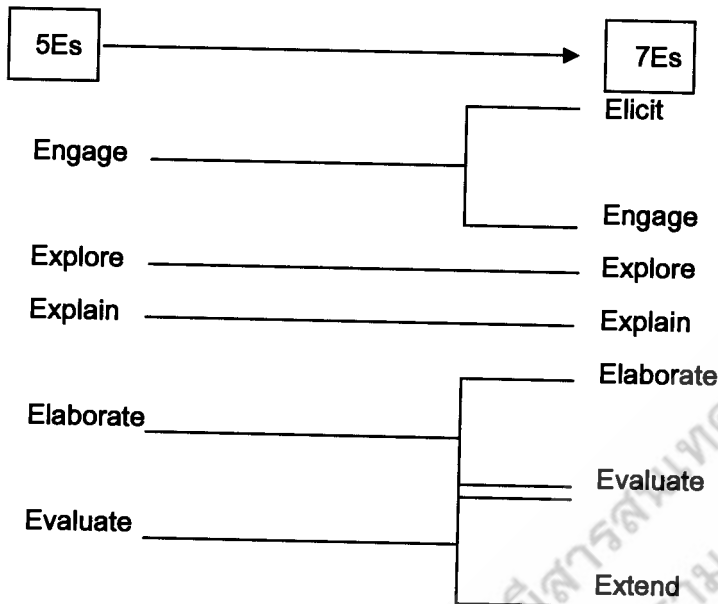 5Es 7Es
Elicit
Engage
Engage
Explore Explore
Explain Explain
Elaborate
Elaborate
Evaluate
Evaluate
Extend